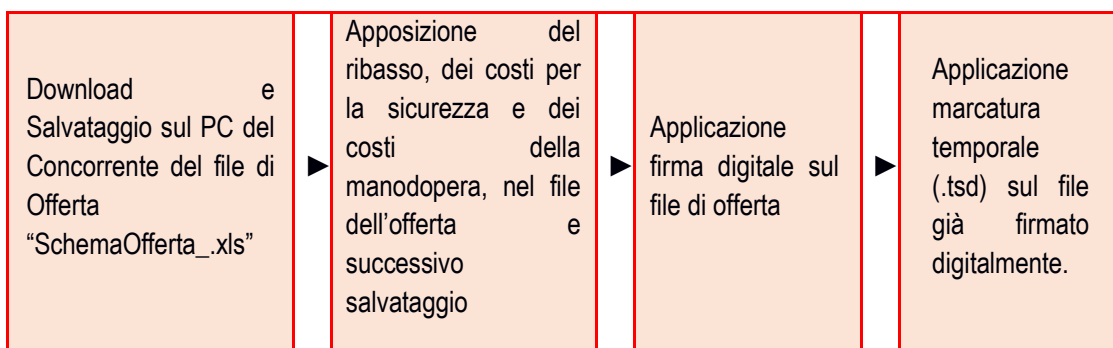 Download e
Salvataggio sul PC del
Concorrente del file di
Offerta
“SchemaOfferta_.xls”
►
Apposizione del
ribasso, dei costi per
la sicurezza e dei
costi della
manodopera, nel file
dell’offerta e
successivo
salvataggio
►
Applicazione
firma digitale sul
file di offerta
►
Applicazione
marcatura
temporale
(.tsd) sul file
già firmato
digitalmente.